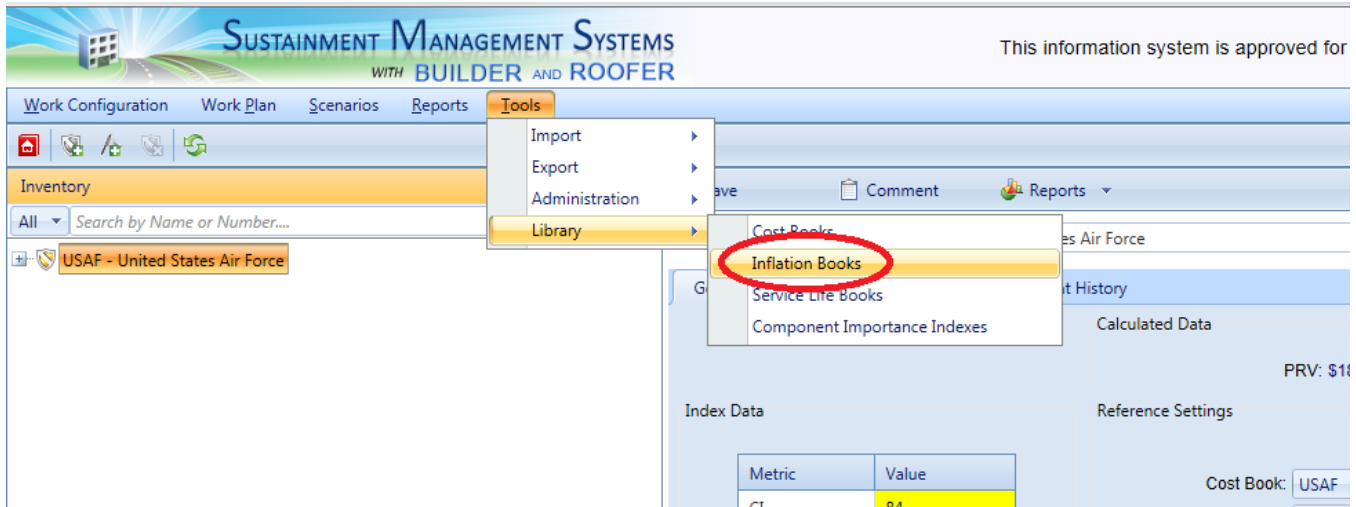 SUSTAINMENT MANAGEMENT SYSTEMS
WITH BUILDER AND ROOFER
This information system is approved for
Work Configuration Work Plan Scenarios Reports Tools
Import
Export
Administration
Library
Inventory
All Search by Name or Number....
USAF - United States Air Force
ave Comment Reports
Cost Books
Inflation Books
Service Life Books
Component Importance Indexes
es Air Force
G
t History
Calculated Data
PRV: $18
Index Data
Reference Settings
Metric Value
CI 84
Cost Book: USAF